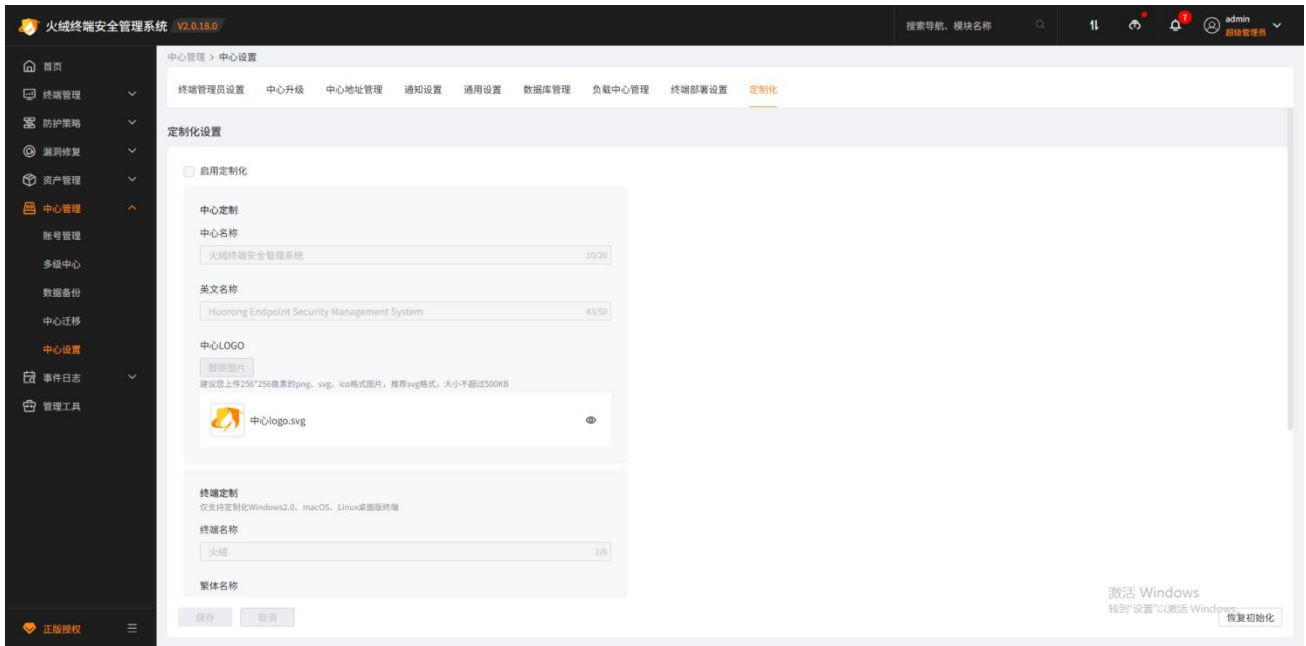 火绒终端安全管理系统 V2.0.18.0
搜索导航、模块名称
7
admin
超级管理员
首页
终端管理
防护策略
漏洞修复
资产管理
中心管理
账号管理
多级中心
数据备份
中心迁移
中心设置
事件日志
管理工具
正版授权
中心管理 > 中心设置
终端管理员设置 中心升级 中心地址管理 通知设置 通用设置 数据库管理 负载中心管理 终端部署设置 定制化
定制化设置
启用定制化
中心定制
中心名称
火绒终端安全管理系统 10/20
英文名称
Huorong Endpoint Security Management System 43/50
中心LOGO
替换图片
建议您上传256*256像素的png、svg、ico格式图片，推荐svg格式，大小不超过500KB
中心logo.svg
终端定制
仅支持定制化Windows2.0、macOS、Linux桌面版终端
终端名称
火绒 2/6
繁体名称
保存 取消
激活 Windows
转到"设置"以激活 Windows。
恢复初始化